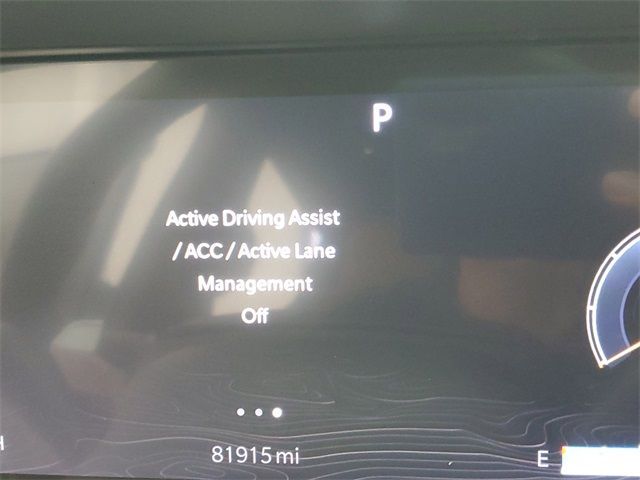 P
Active Driving Assist
/ ACC / Active Lane
Management
Off
81915 mi
E